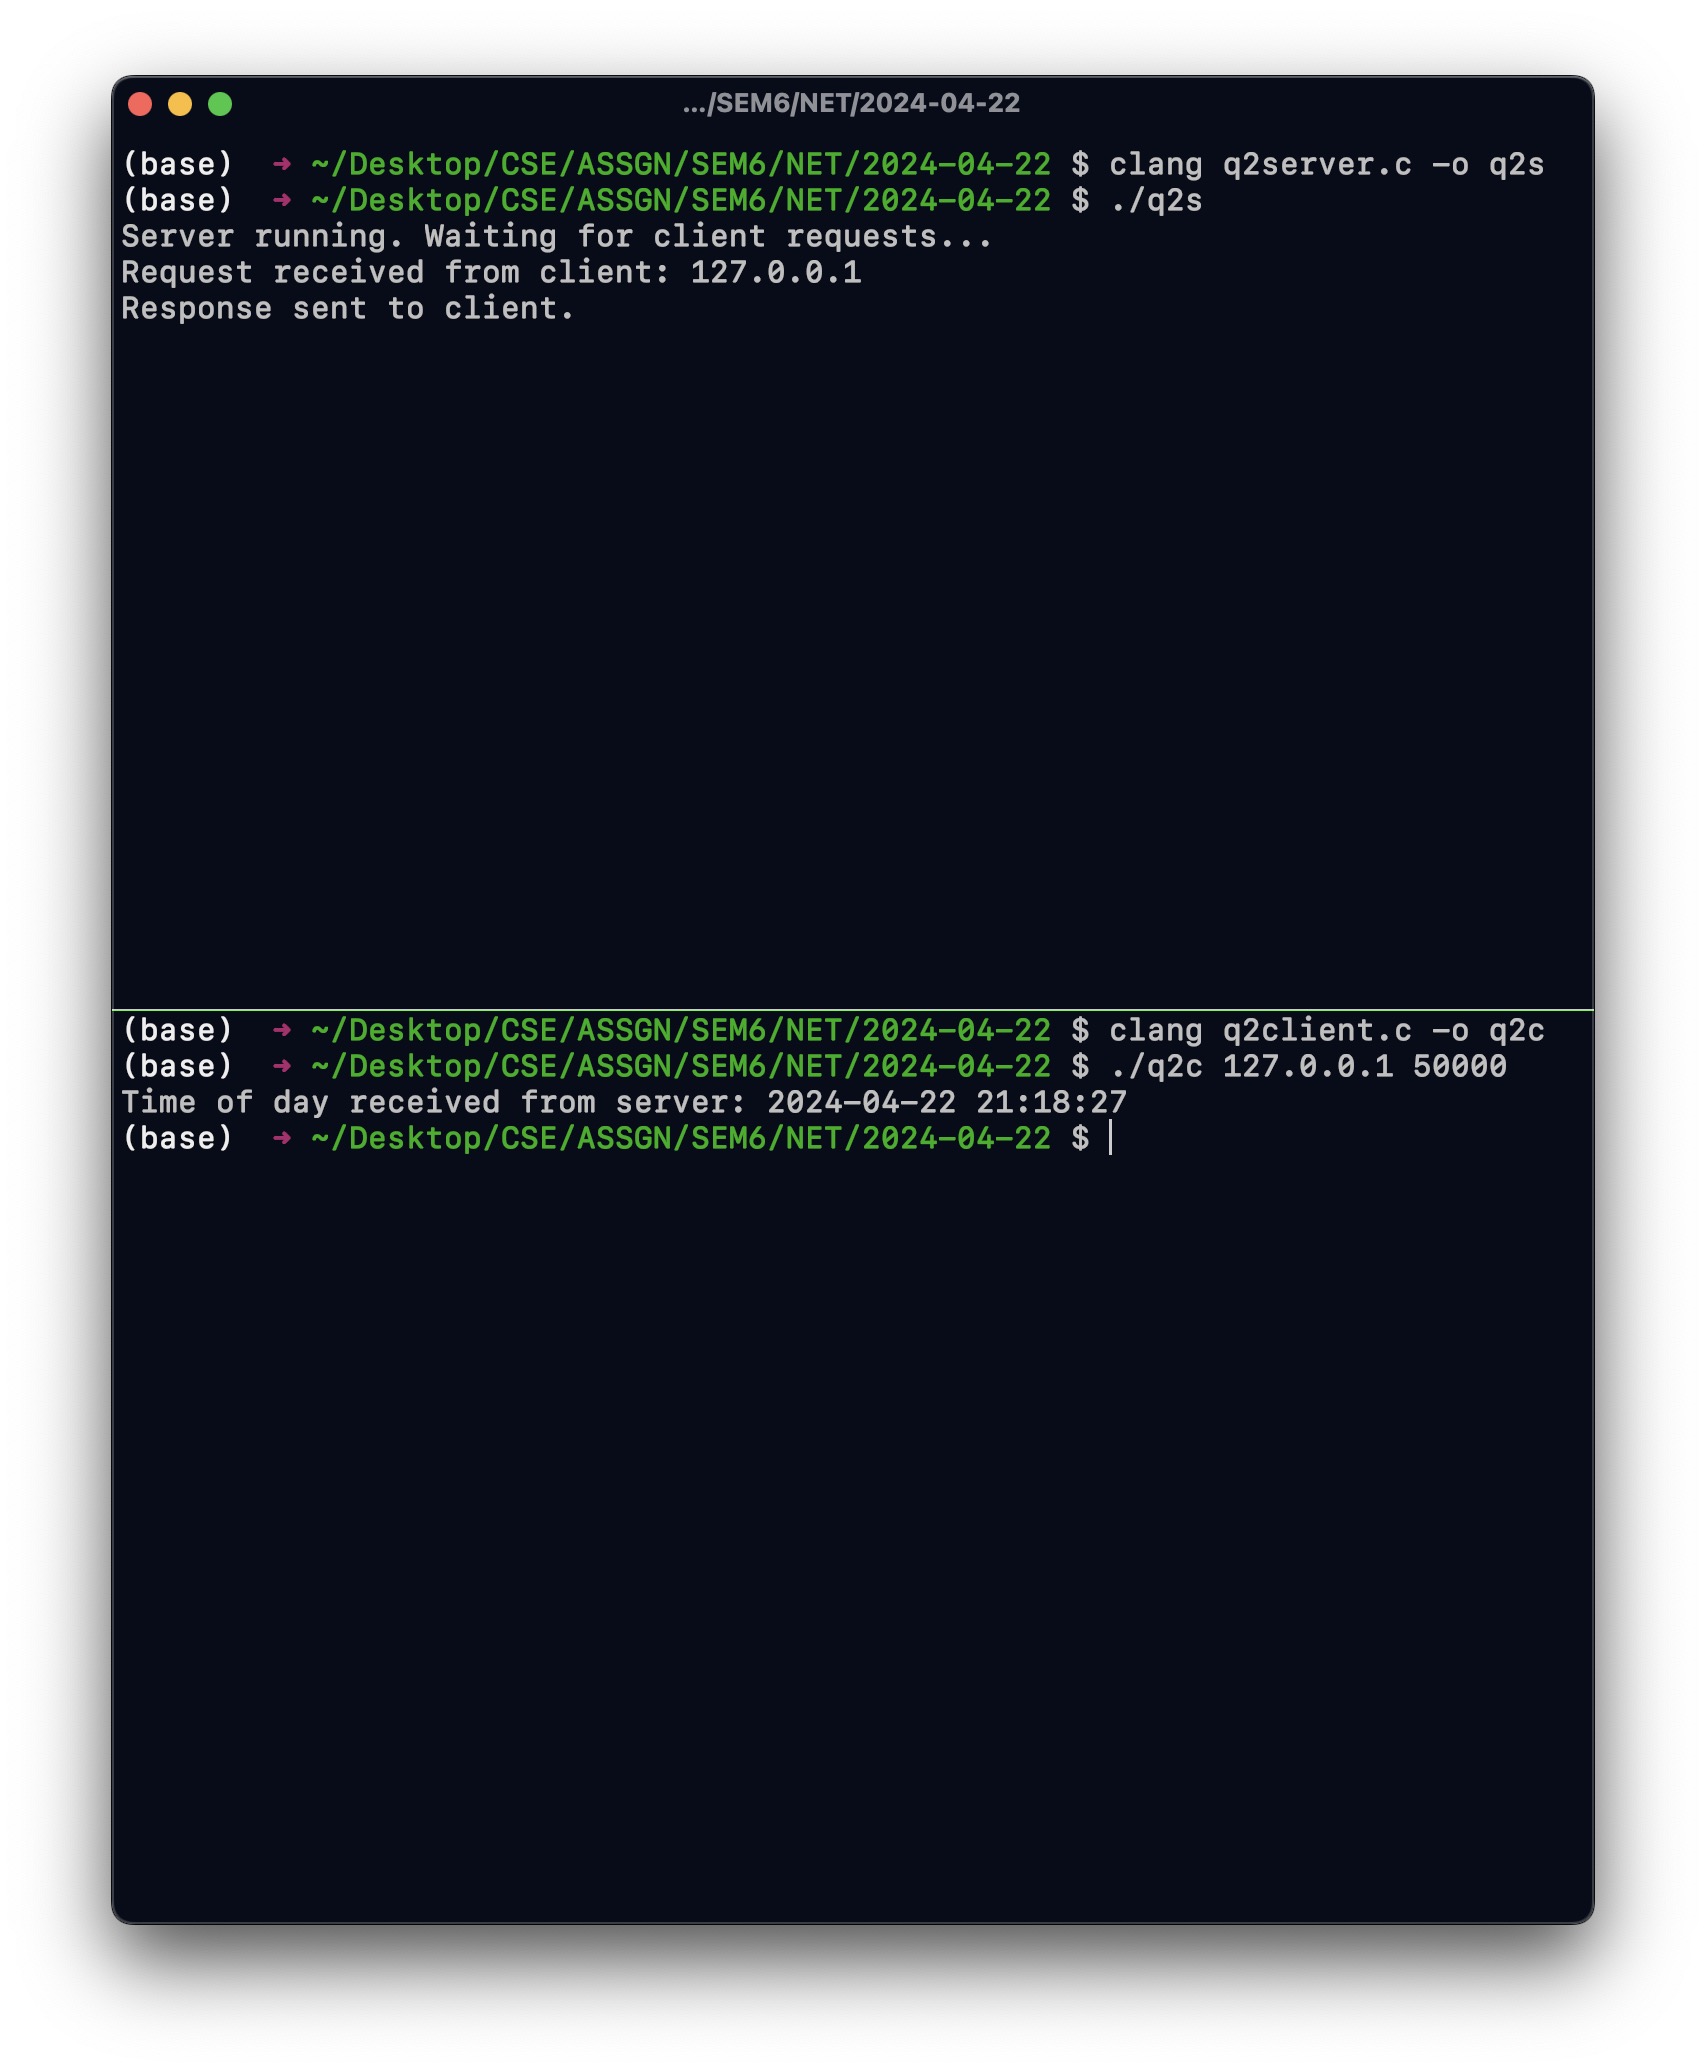 .../SEM6/NET/2024-04-22
(base)  ➜ ~/Desktop/CSE/ASSGN/SEM6/NET/2024-04-22 $ clang q2server.c -o q2s
(base)  ➜ ~/Desktop/CSE/ASSGN/SEM6/NET/2024-04-22 $ ./q2s
Server running. Waiting for client requests...
Request received from client: 127.0.0.1
Response sent to client.
(base)  ➜ ~/Desktop/CSE/ASSGN/SEM6/NET/2024-04-22 $ clang q2client.c -o q2c
(base)  ➜ ~/Desktop/CSE/ASSGN/SEM6/NET/2024-04-22 $ ./q2c 127.0.0.1 50000
Time of day received from server: 2024-04-22 21:18:27
(base)  ➜ ~/Desktop/CSE/ASSGN/SEM6/NET/2024-04-22 $